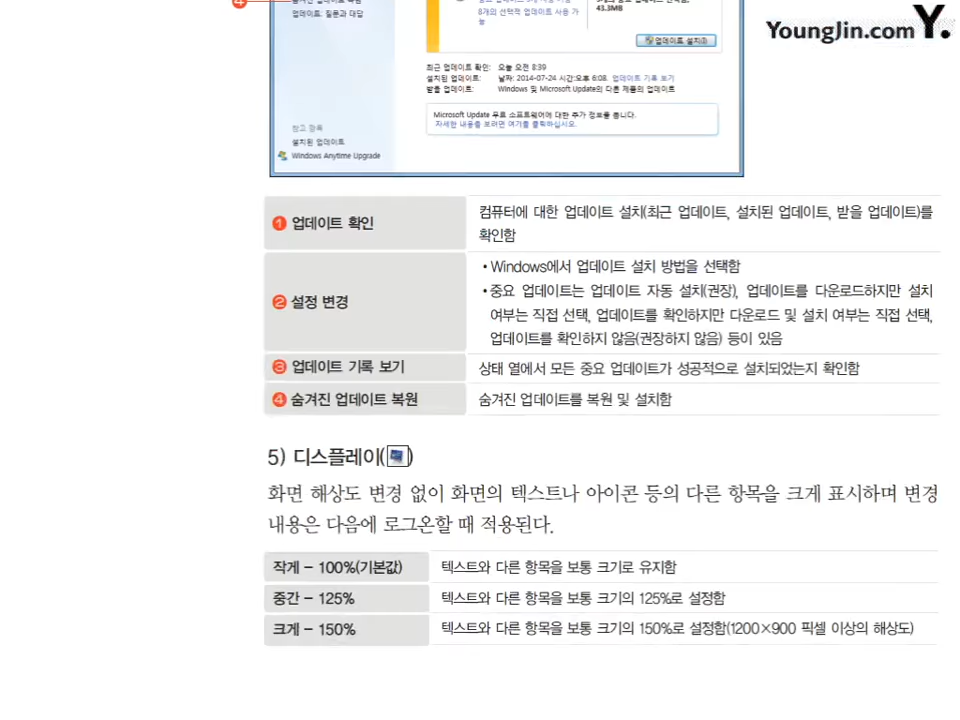 4
업데이트: 질문과 대답
8개의 선택적 업데이트 사용 가능
43.3MB
업데이트 설치(I)
YoungJin.com Y.
최근 업데이트 확인: 오늘 오전 8:39
설치된 업데이트: 날짜: 2014-07-24 시간:오후 6:08. 업데이트 기록 보기
받을 업데이트: Windows 및 Microsoft Update의 다른 제품의 업데이트
Microsoft Update 무료 소프트웨어에 대한 추가 정보를 봅니다.
자세한 내용을 보려면 여기를 클릭하십시오.
참고 항목
설치된 업데이트
Windows Anytime Upgrade
1 업데이트 확인
컴퓨터에 대한 업데이트 설치(최근 업데이트, 설치된 업데이트, 받을 업데이트)를
확인함
2 설정 변경
• Windows에서 업데이트 설치 방법을 선택함
• 중요 업데이트는 업데이트 자동 설치(권장), 업데이트를 다운로드하지만 설치
여부는 직접 선택, 업데이트를 확인하지만 다운로드 및 설치 여부는 직접 선택,
업데이트를 확인하지 않음(권장하지 않음) 등이 있음
3 업데이트 기록 보기
상태 열에서 모든 중요 업데이트가 성공적으로 설치되었는지 확인함
4 숨겨진 업데이트 복원
숨겨진 업데이트를 복원 및 설치함
5) 디스플레이( )
화면 해상도 변경 없이 화면의 텍스트나 아이콘 등의 다른 항목을 크게 표시하며 변경
내용은 다음에 로그온할 때 적용된다.
작게 – 100%(기본값) 텍스트와 다른 항목을 보통 크기로 유지함
중간 – 125% 텍스트와 다른 항목을 보통 크기의 125%로 설정함
크게 – 150% 텍스트와 다른 항목을 보통 크기의 150%로 설정함(1200×900 픽셀 이상의 해상도)